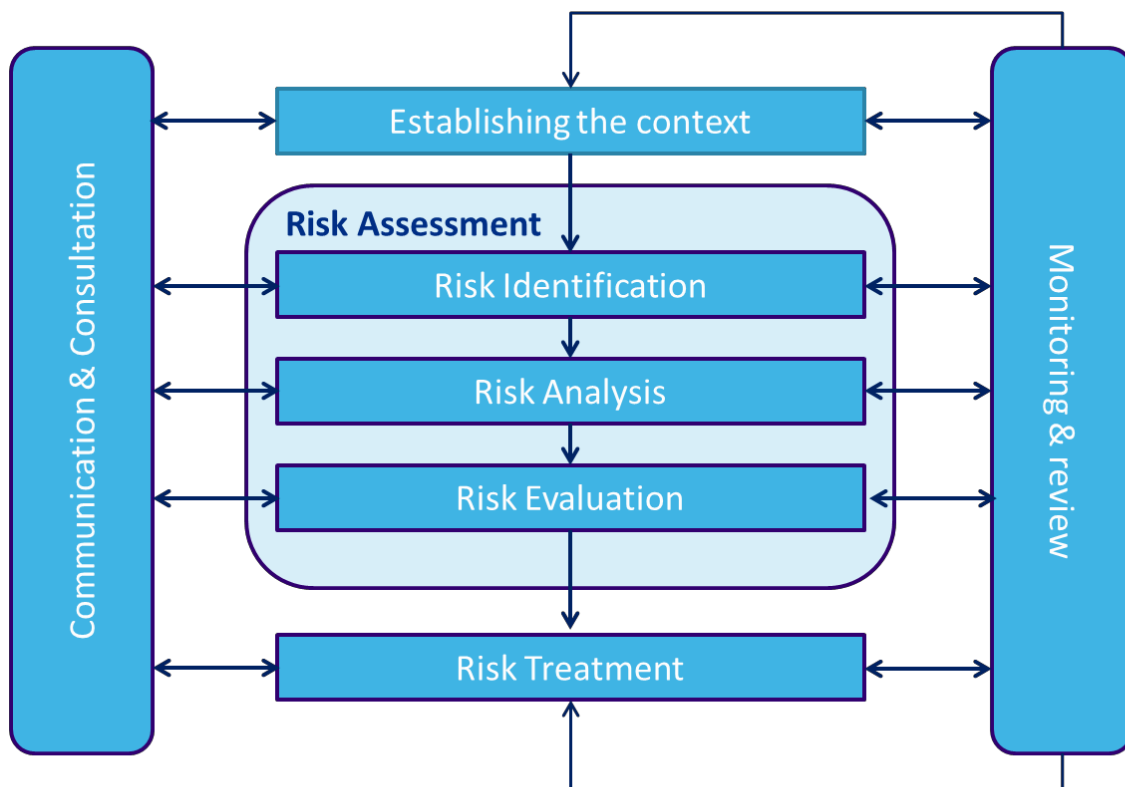 Establishing the context
Communication & Consultation
Risk Assessment
Risk Identification
Risk Analysis
Risk Evaluation
Risk Treatment
Monitoring & review